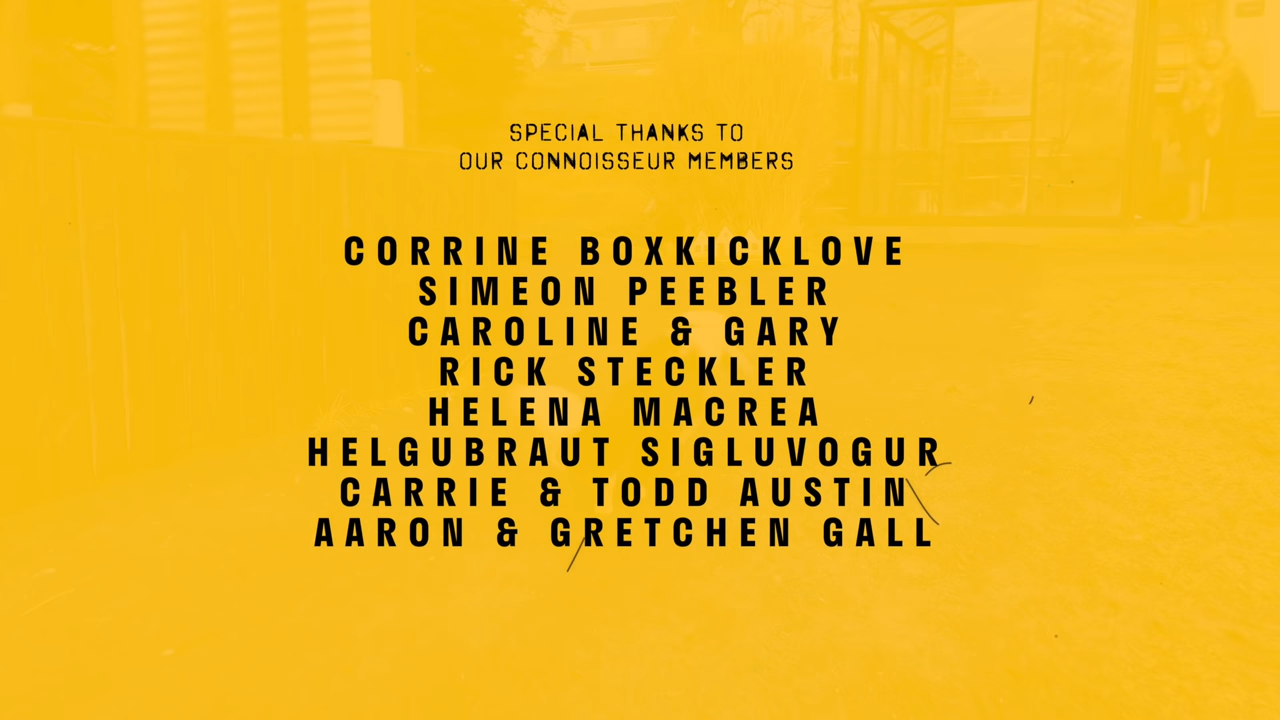 SPECIAL THANKS TO
OUR CONNOISSEUR MEMBERS
CORRINE BOXKICKLOVE
SIMEON PEEBLER
CAROLINE & GARY
RICK STECKLER
HELENA MACREA
HELGUBRAUT SIGLUVOGUR
CARRIE & TODD AUSTIN
AARON & GRETCHEN GALL